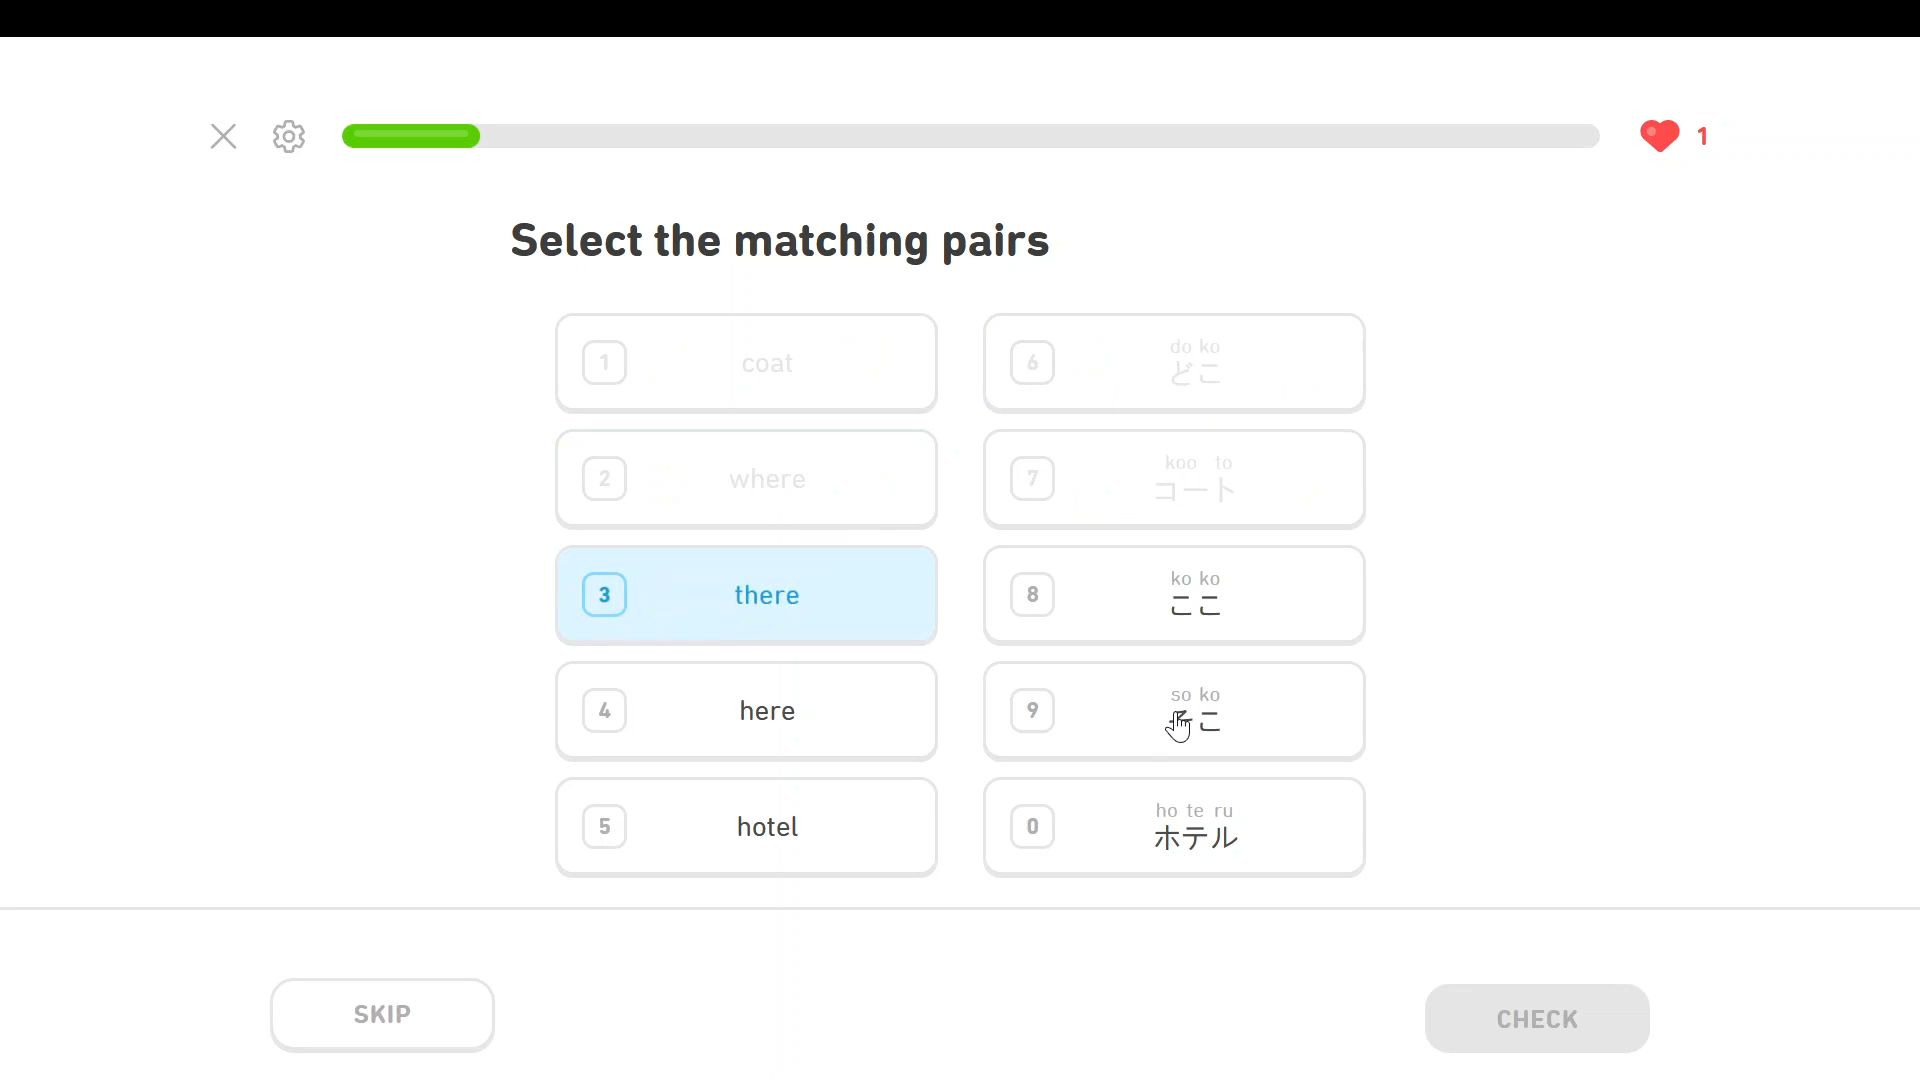 1
Select the matching pairs
1 coat
2 where
3 there
4 here
5 hotel
6 do ko
どこ
7 koo to
コート
8 ko ko
ここ
9 so ko
そこ
0 ho te ru
ホテル
SKIP
CHECK